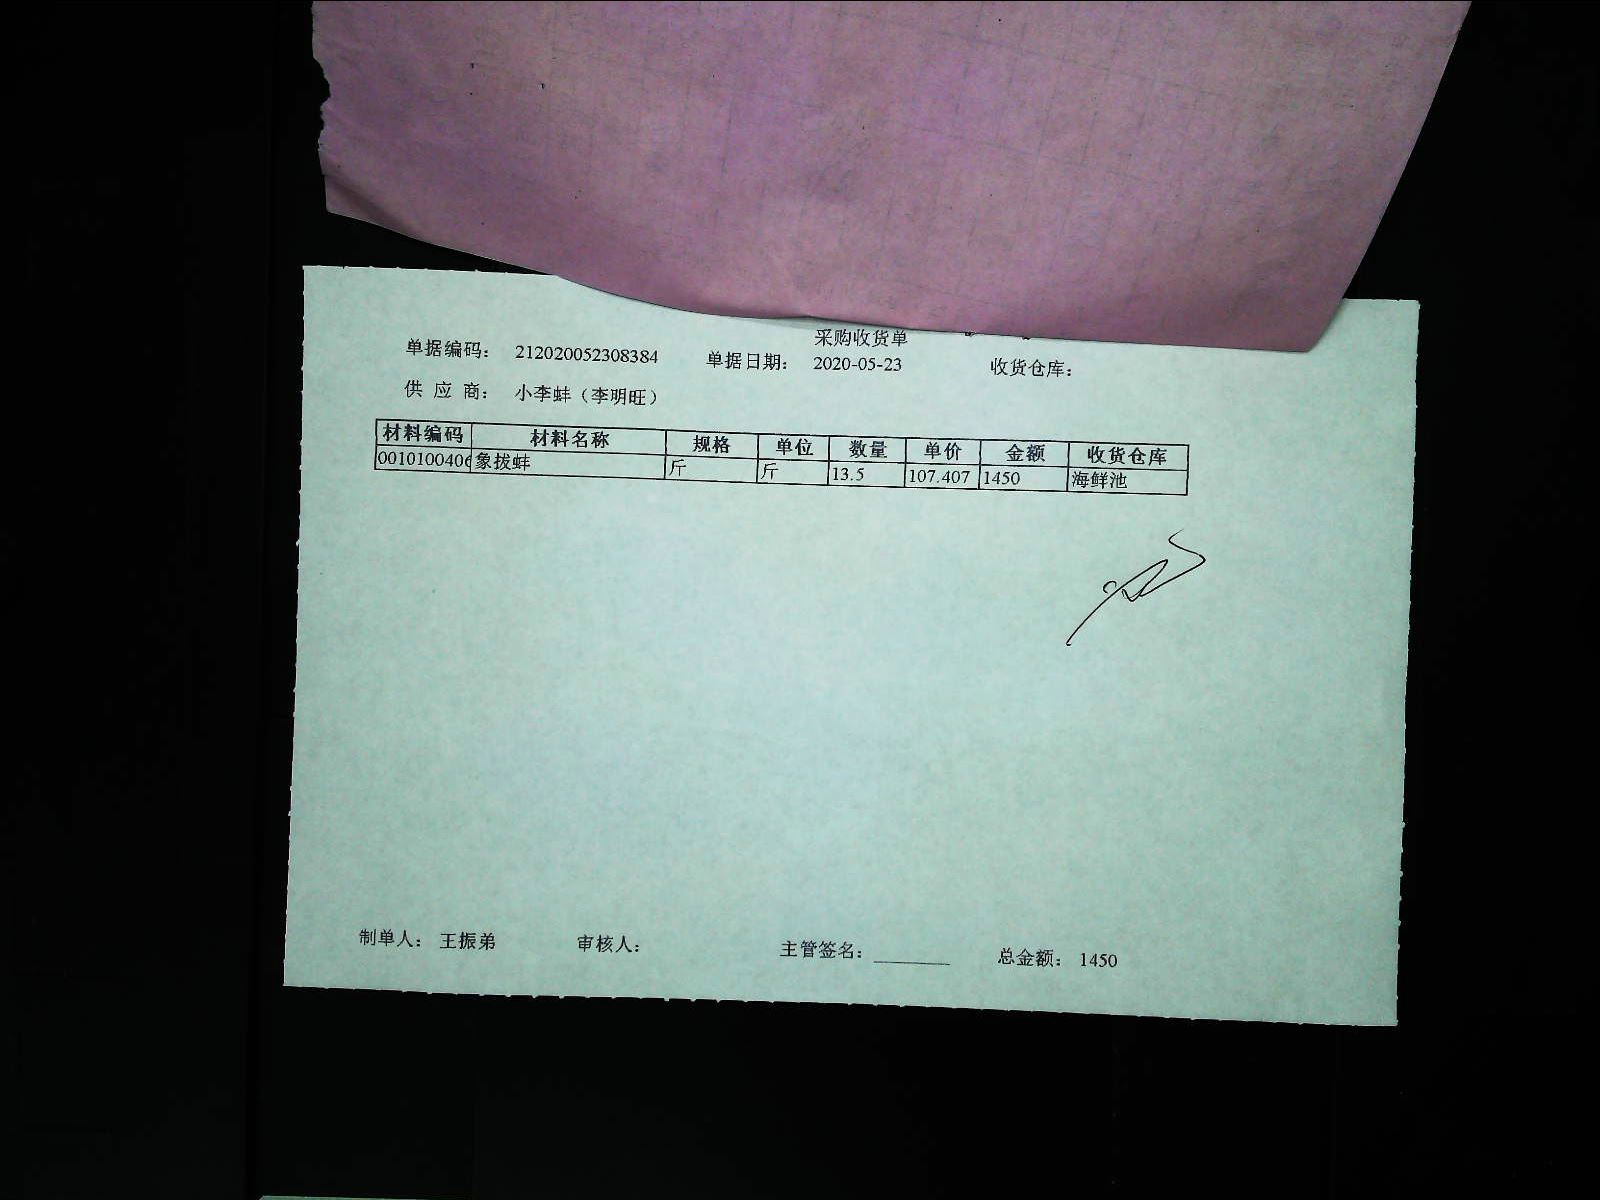 采购收货单
单据编码： 212020052308384 单据日期： 2020-05-23 收货仓库：
供 应 商： 小李蚌（李明旺）
材料编码 材料名称 规格 单位 数量 单价 金额 收货仓库
0010100406 象拔蚌 斤 斤 13.5 107.407 1450 海鲜池
制单人： 王振弟 审核人： 主管签名： 总金额： 1450